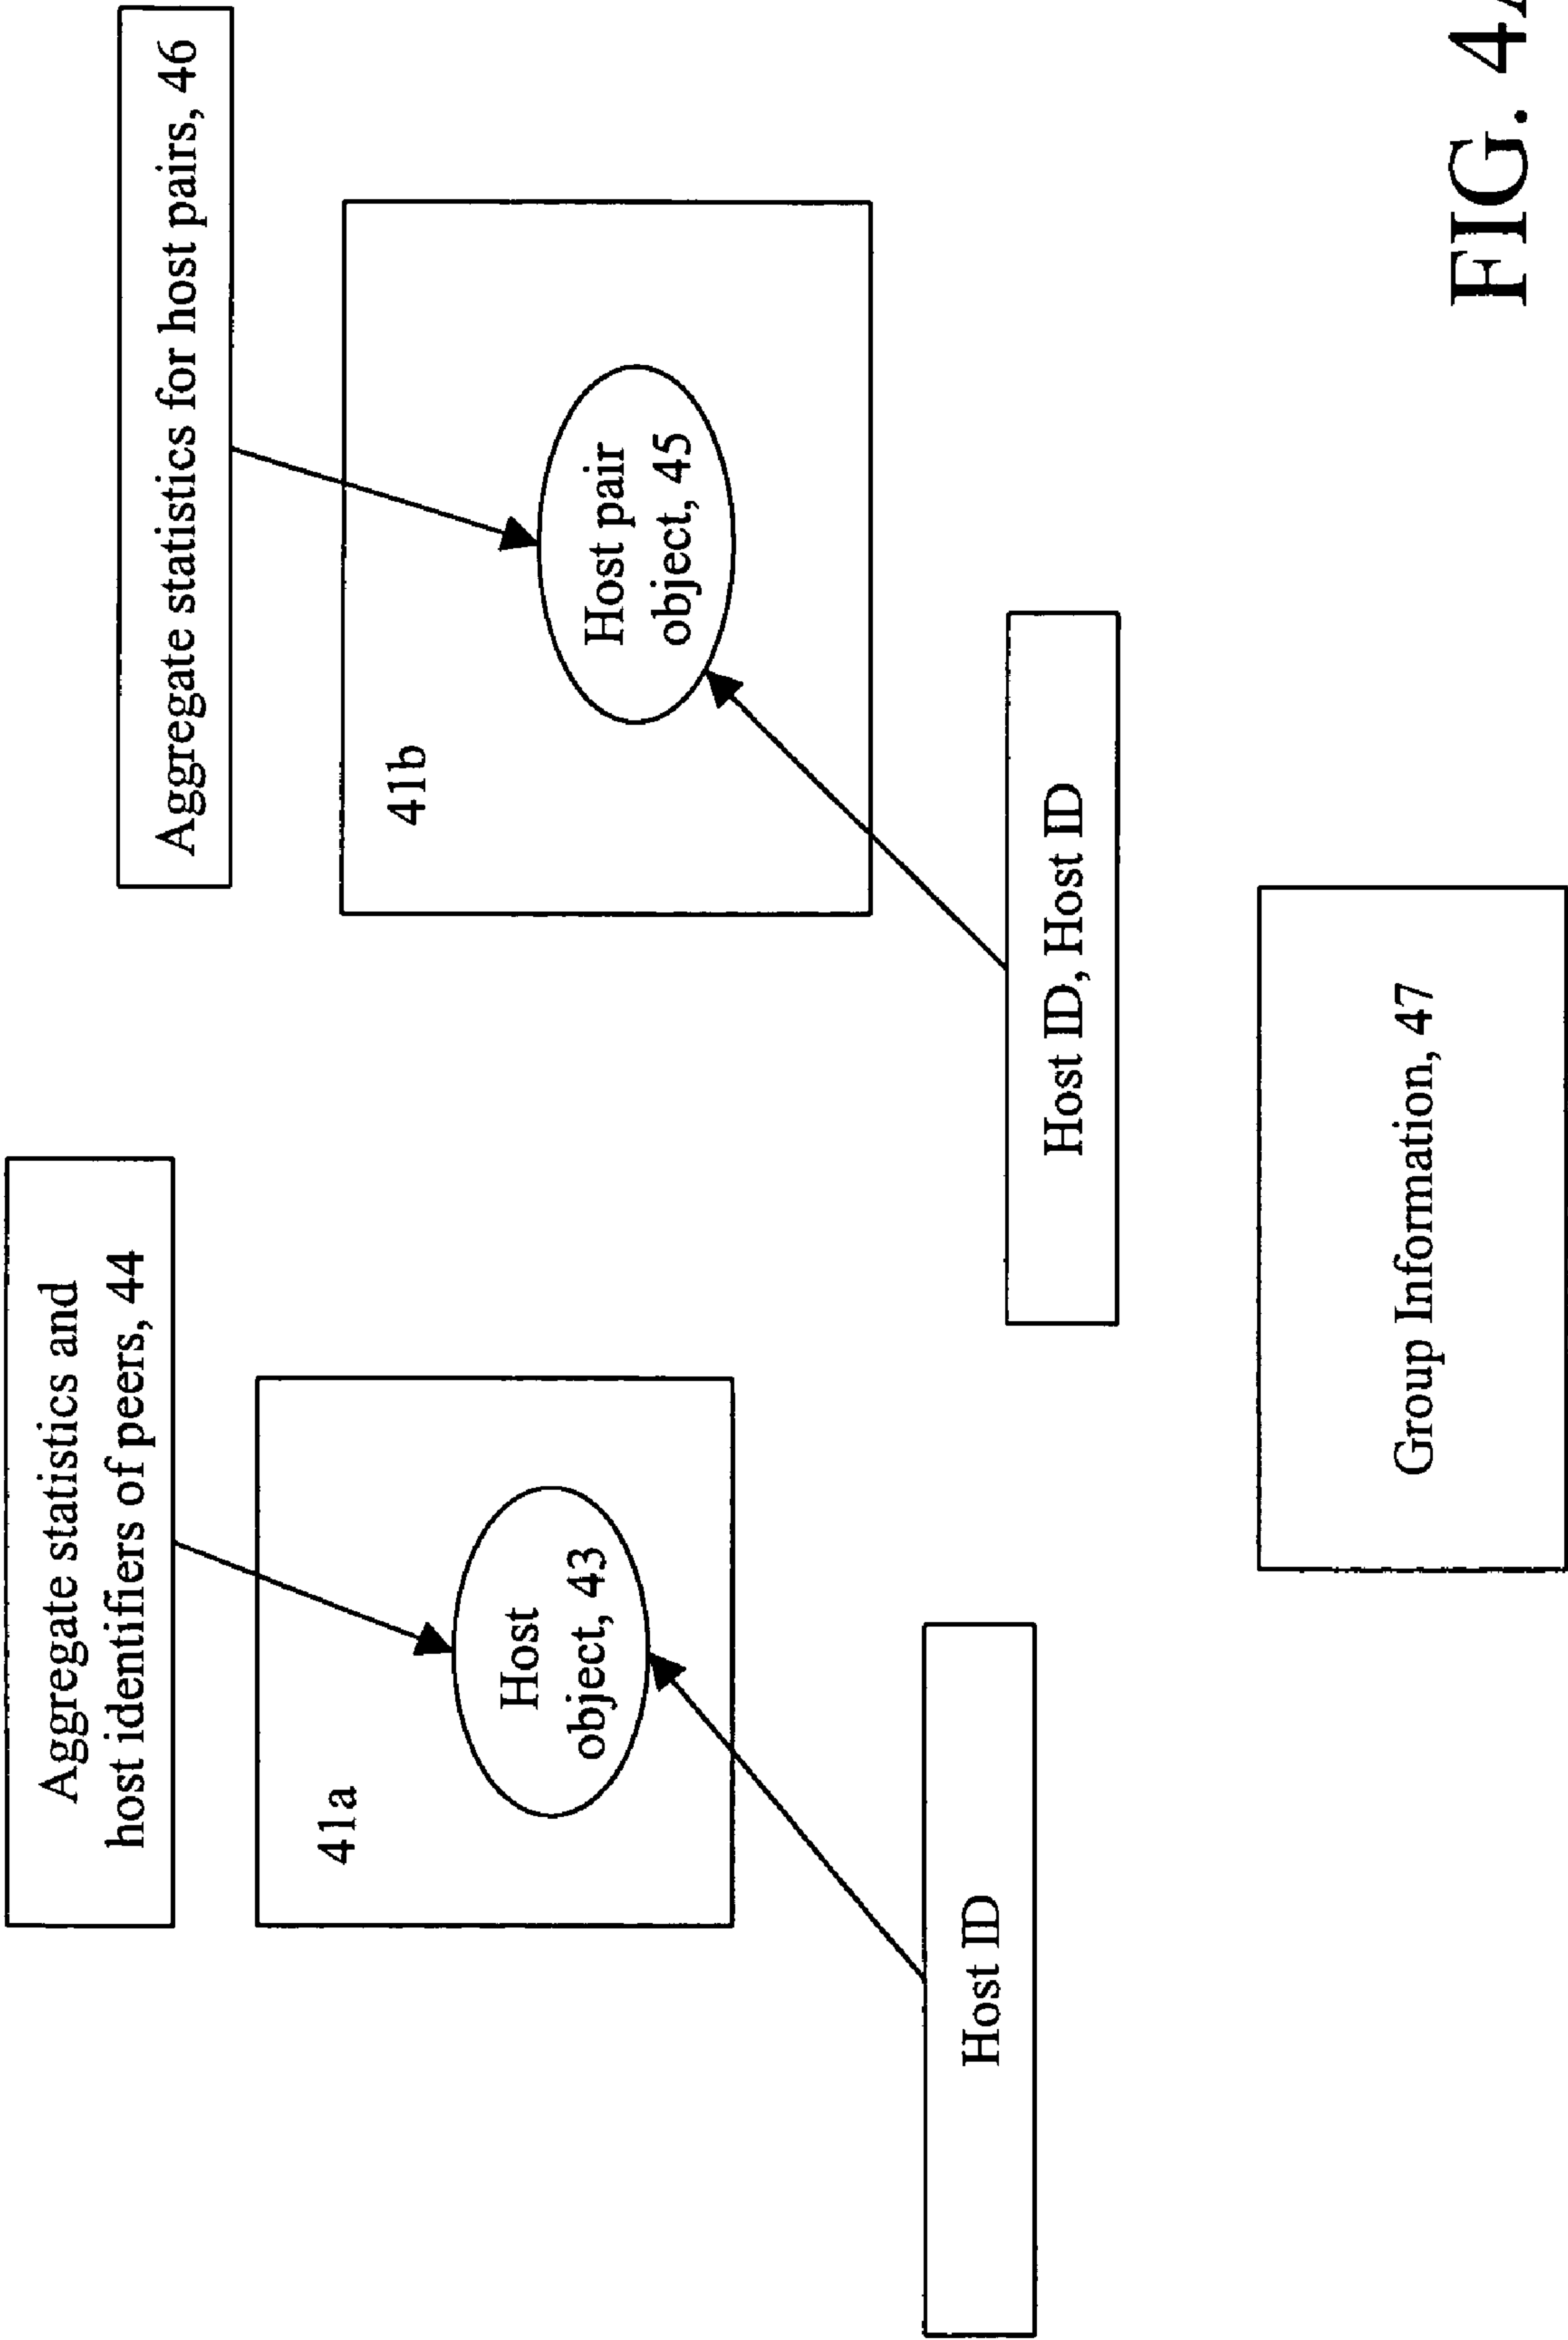 Aggregate statistics and
host identifiers of peers, 44
Aggregate statistics for host pairs, 46
41a
Host
object, 43
41b
Host pair
object, 45
Host ID
Host ID, Host ID
Group Information, 47
FIG. 4A